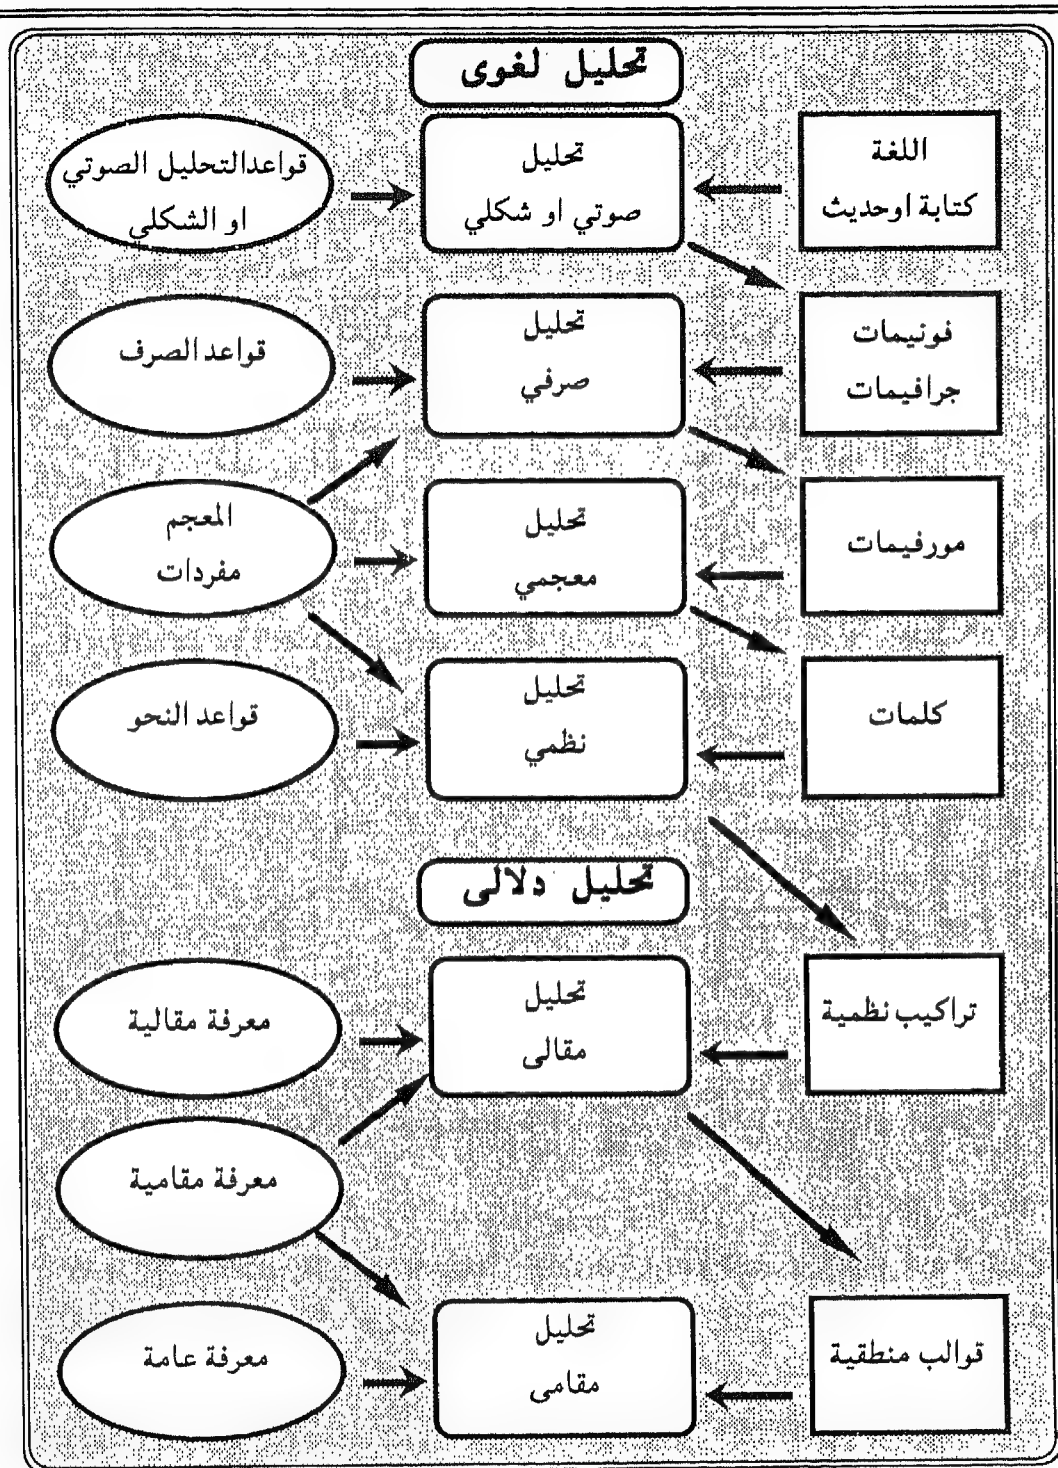 تحليل لغوى
اللغة
كتابة اوحديث
تحليل
صوتي او شكلي
قواعدالتحليل الصوتي
او الشكلي
فونيمات
جرافيمات
تحليل
صرفي
قواعد الصرف
مورفيمات
تحليل
معجمي
المعجم
مفردات
كلمات
تحليل
نظمي
قواعد النحو
تحليل دلالى
تراكيب نظمية
تحليل
مقالى
معرفة مقالية
معرفة مقامية
قوالب منطقية
تحليل
مقامى
معرفة عامة